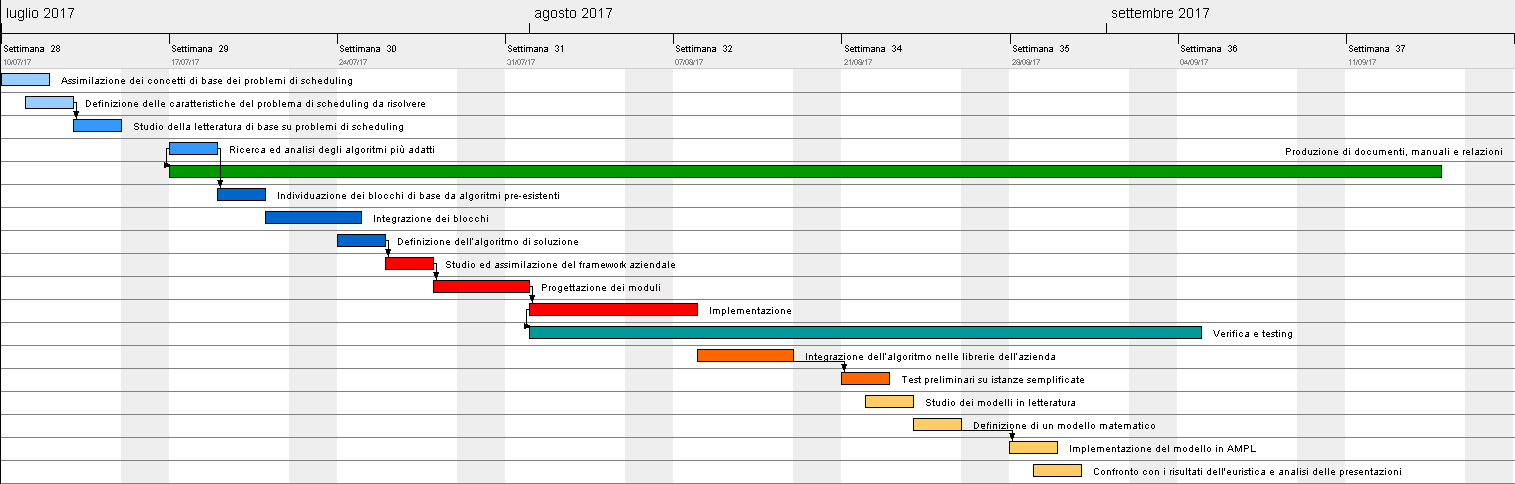 luglio 2017 agosto 2017 settembre 2017
Settimana 28 Settimana 29 Settimana 30 Settimana 31 Settimana 32 Settimana 34 Settimana 35 Settimana 36 Settimana 37
10/07/17 17/07/17 24/07/17 31/07/17 07/08/17 21/08/17 28/08/17 04/09/17 11/09/17
Assimilazione dei concetti di base dei problemi di scheduling
Definizione delle caratteristiche del problema di scheduling da risolvere
Studio della letteratura di base su problemi di scheduling
Ricerca ed analisi degli algoritmi più adatti
Produzione di documenti, manuali e relazioni
Individuazione dei blocchi di base da algoritmi pre-esistenti
Integrazione dei blocchi
Definizione dell'algoritmo di soluzione
Studio ed assimilazione del framework aziendale
Progettazione dei moduli
Implementazione
Verifica e testing
Integrazione dell'algoritmo nelle librerie dell'azienda
Test preliminari su istanze semplificate
Studio dei modelli in letteratura
Definizione di un modello matematico
Implementazione del modello in AMPL
Confronto con i risultati dell'euristica e analisi delle presentazioni